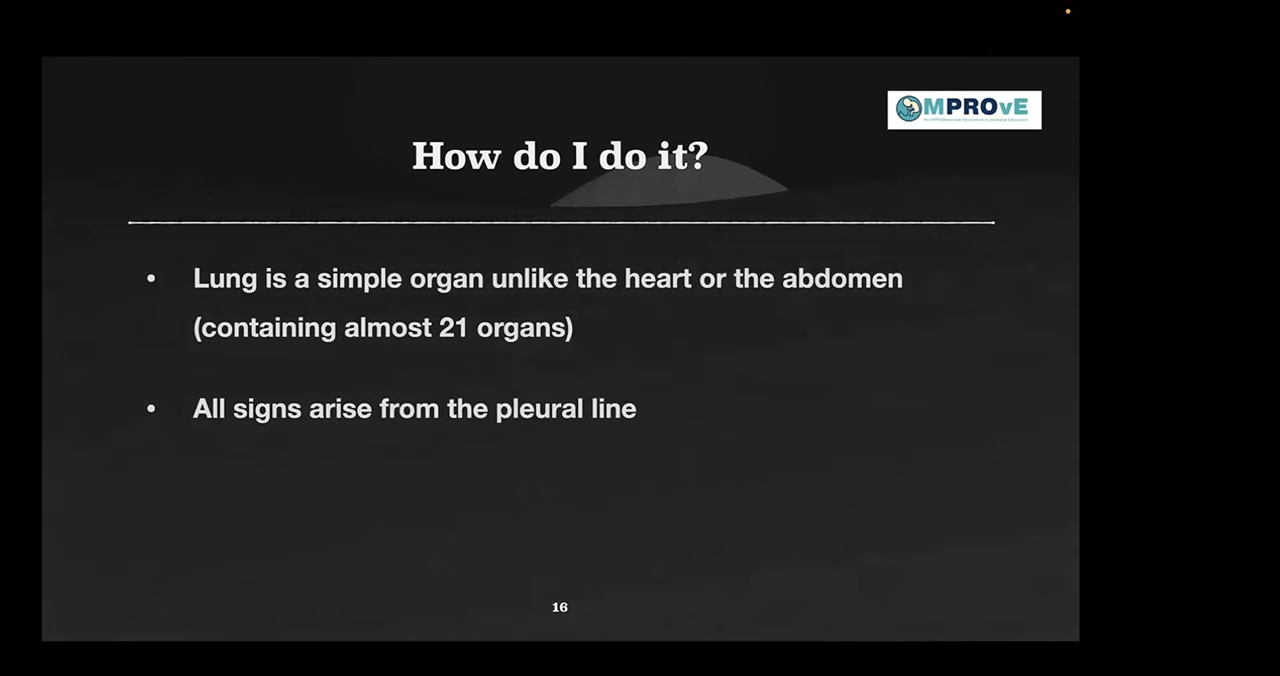 MPROvE
How do I do it?
• Lung is a simple organ unlike the heart or the abdomen
(containing almost 21 organs)
• All signs arise from the pleural line
16